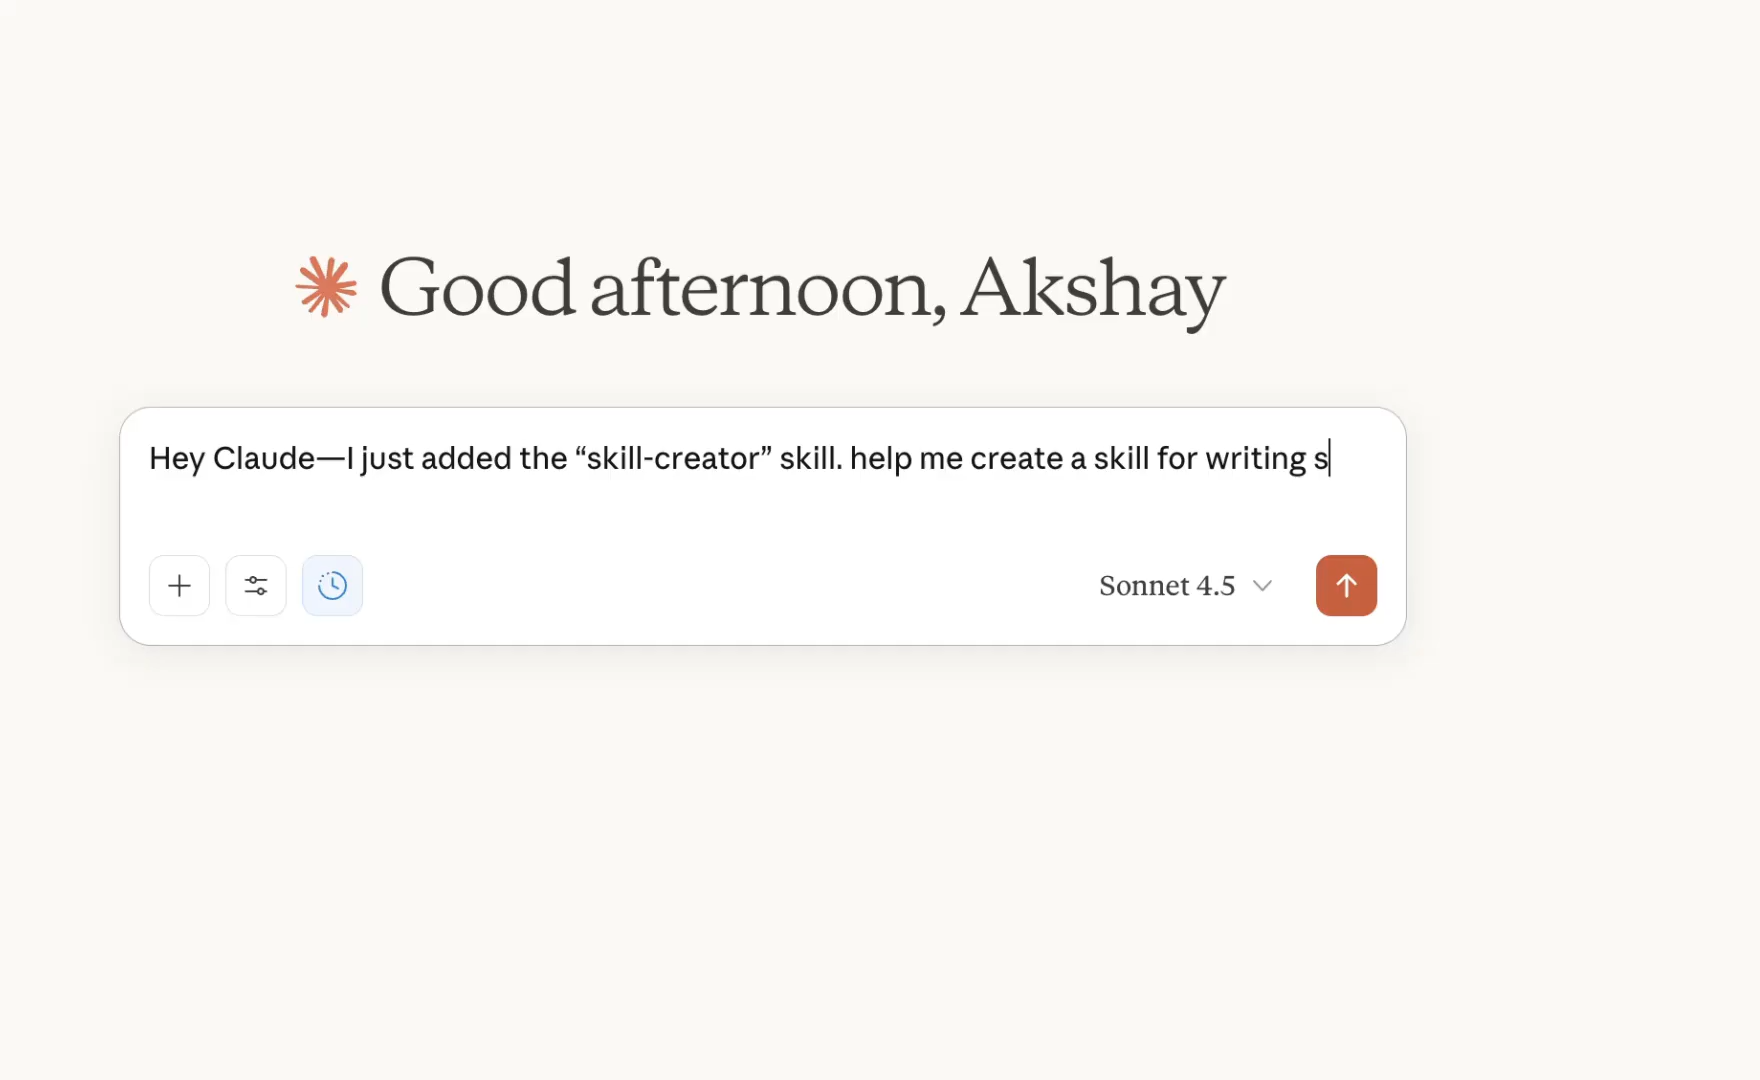 Good afternoon, Akshay
Hey Claude—I just added the “skill-creator” skill. help me create a skill for writing s
Sonnet 4.5